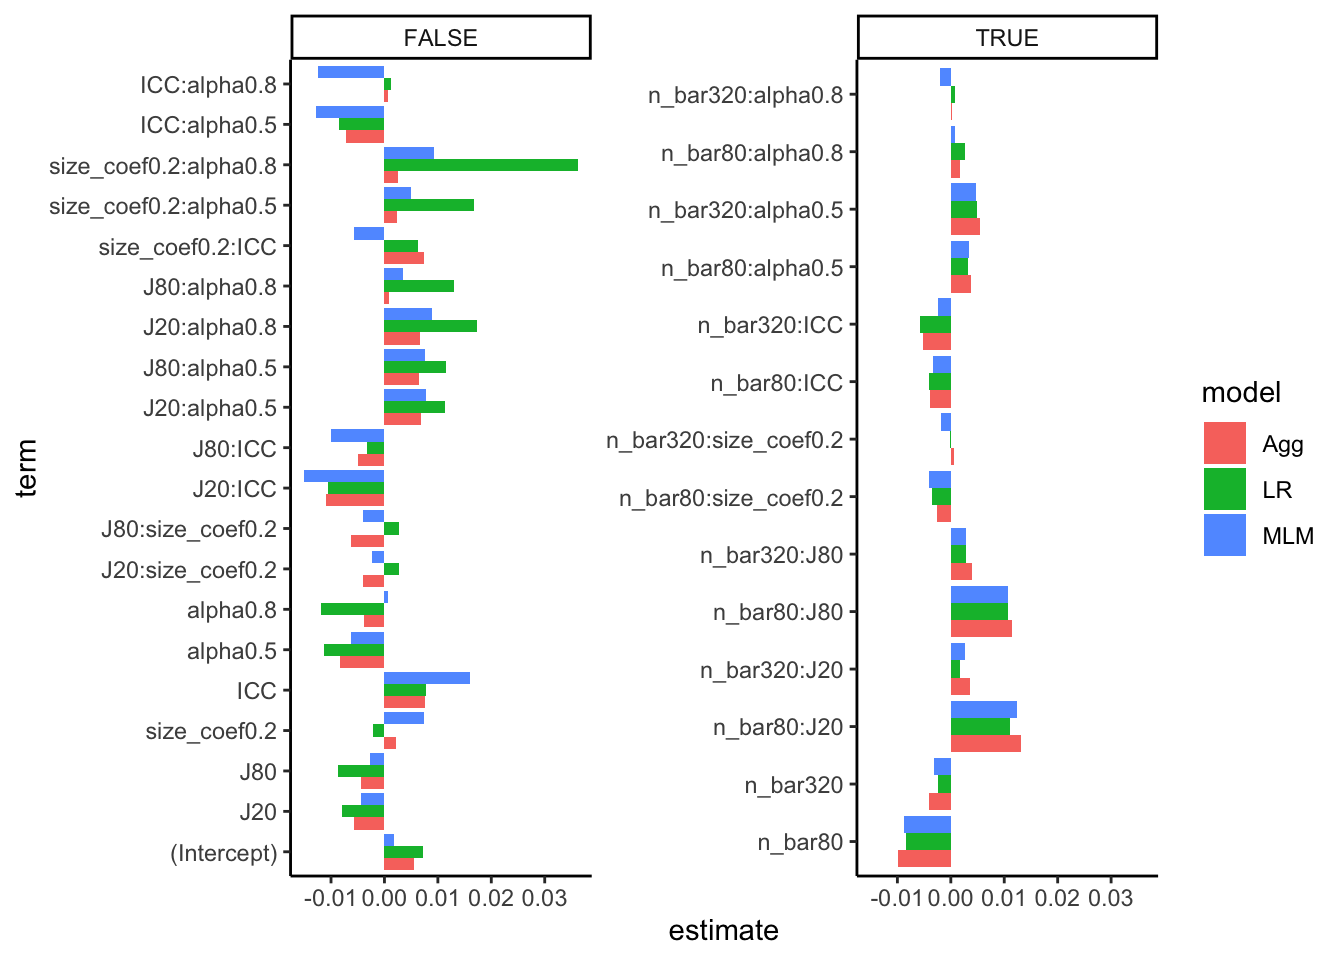 FALSE
TRUE
term
ICC:alpha0.8
ICC:alpha0.5
size_coef0.2:alpha0.8
size_coef0.2:alpha0.5
size_coef0.2:ICC
J80:alpha0.8
J20:alpha0.8
J80:alpha0.5
J20:alpha0.5
J80:ICC
J20:ICC
J80:size_coef0.2
J20:size_coef0.2
alpha0.8
alpha0.5
ICC
size_coef0.2
J80
J20
(Intercept)
-0.01 0.00 0.01 0.02 0.03
n_bar320:alpha0.8
n_bar80:alpha0.8
n_bar320:alpha0.5
n_bar80:alpha0.5
n_bar320:ICC
n_bar80:ICC
n_bar320:size_coef0.2
n_bar80:size_coef0.2
n_bar320:J80
n_bar80:J80
n_bar320:J20
n_bar80:J20
n_bar320
n_bar80
-0.01 0.00 0.01 0.02 0.03
estimate
model
Agg
LR
MLM